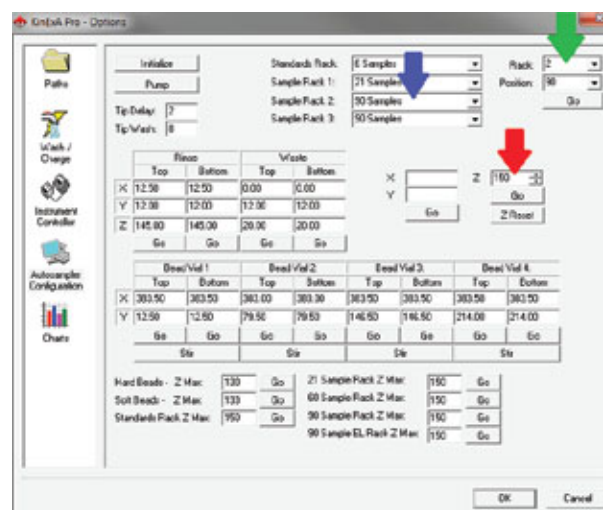 KinExA Pro - Options
Paths
Wash / Charge
Instrument Controller
Autosampler Configuration
Charts
Initialize
Pump
Tip Delay: 2
Tip Wash: 8
Standards Rack: 6 Samples
Sample Rack 1: 21 Samples
Sample Rack 2: 90 Samples
Sample Rack 3: 90 Samples
Rack: 2
Position: 90
Go
Rinse Waste
Top Bottom Top Bottom
X 12.50 12.50 0.00 0.00
Y 12.00 12.00 12.00 12.00
Z 145.00 145.00 20.00 20.00
Go Go Go Go
X
Y
Go
Z 150
Go
Z Reset
Bead Vial 1 Bead Vial 2 Bead Vial 3 Bead Vial 4
Top Bottom Top Bottom Top Bottom Top Bottom
X 383.50 383.50 383.00 383.50 383.50 383.50 383.50
Y 12.50 12.50 79.50 79.50 146.50 146.50 214.00 214.00
Go Go Go Go Go Go Go Go
Stir Stir Stir Stir
Hard Beads - Z Max: 133 Go 21 Sample Rack Z Max: 150 Go
Soft Beads - Z Max: 133 Go 60 Sample Rack Z Max: 150 Go
Standards Rack Z Max: 150 Go 90 Sample Rack Z Max: 150 Go
90 Sample EL Rack Z Max: 150 Go
OK Cancel